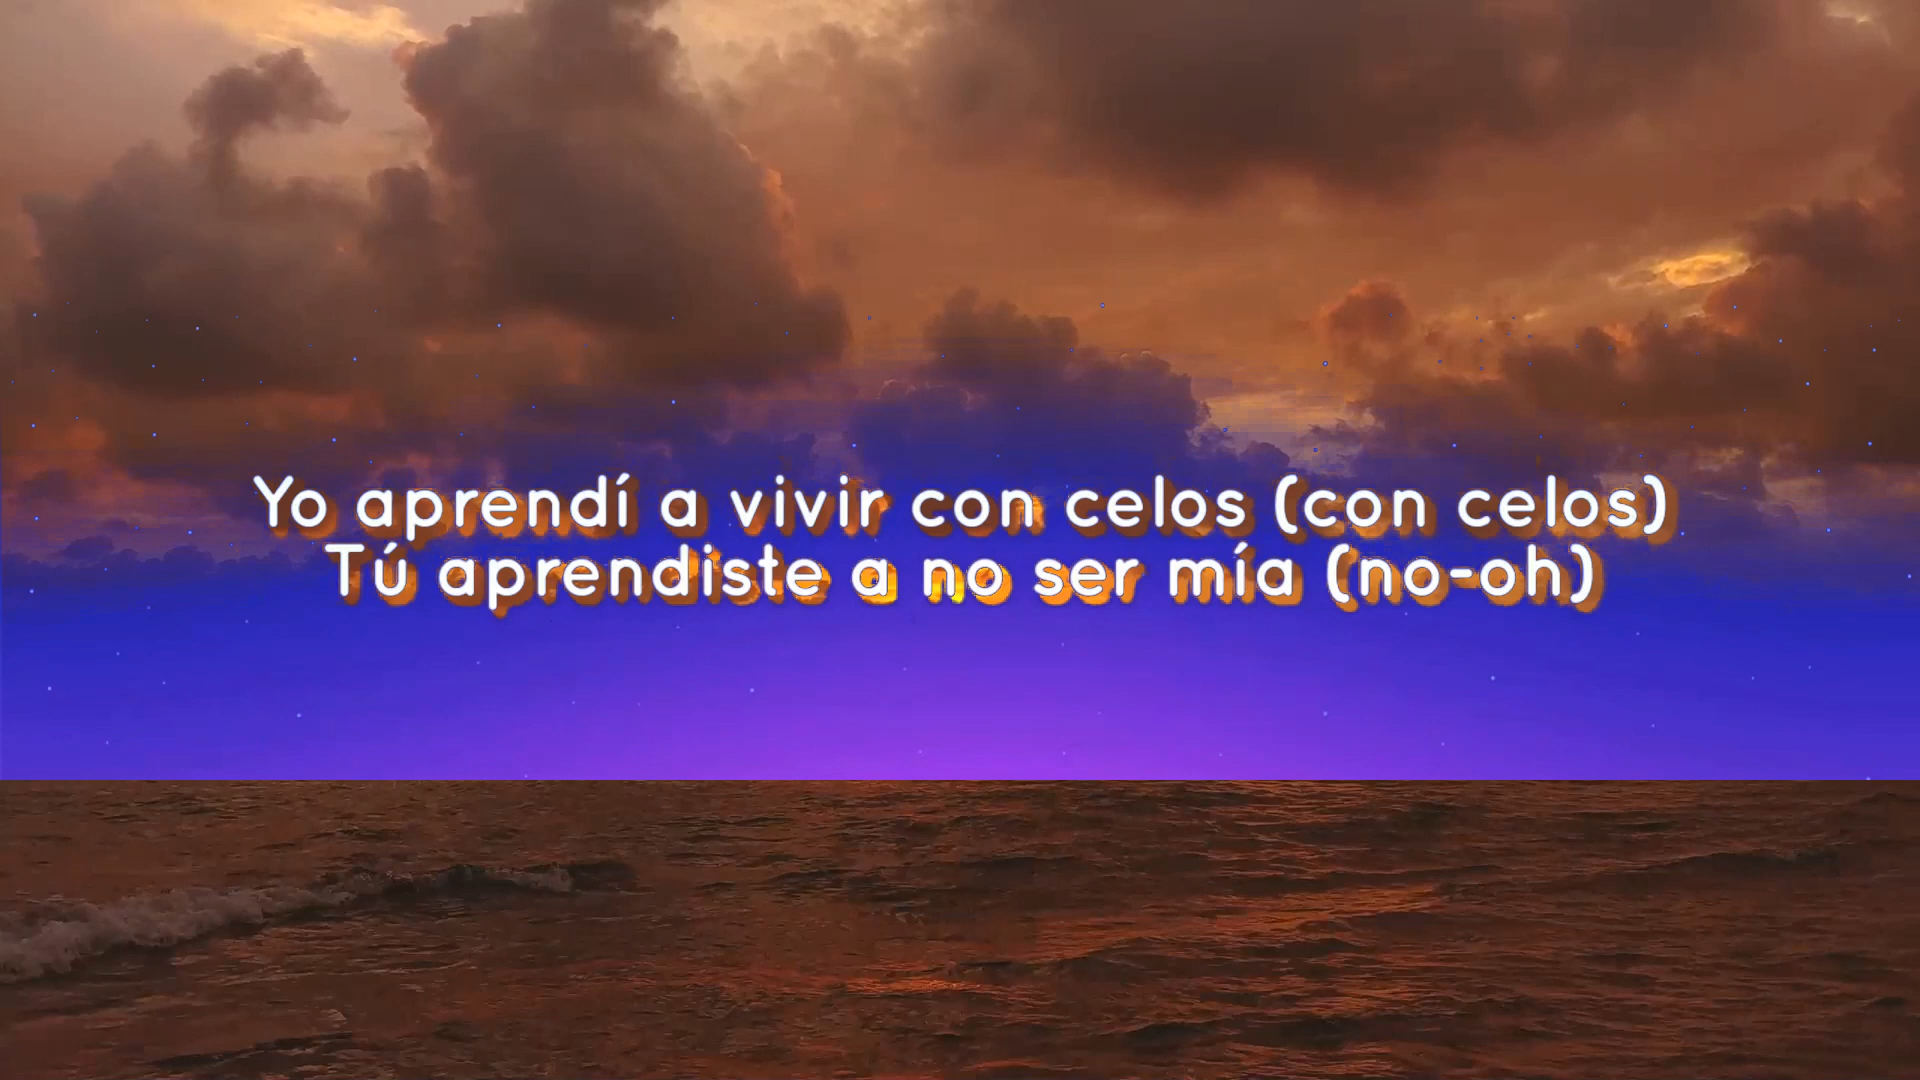 Yo aprendí a vivir con celos (con celos)
Tú aprendiste a no ser mía (no-oh)